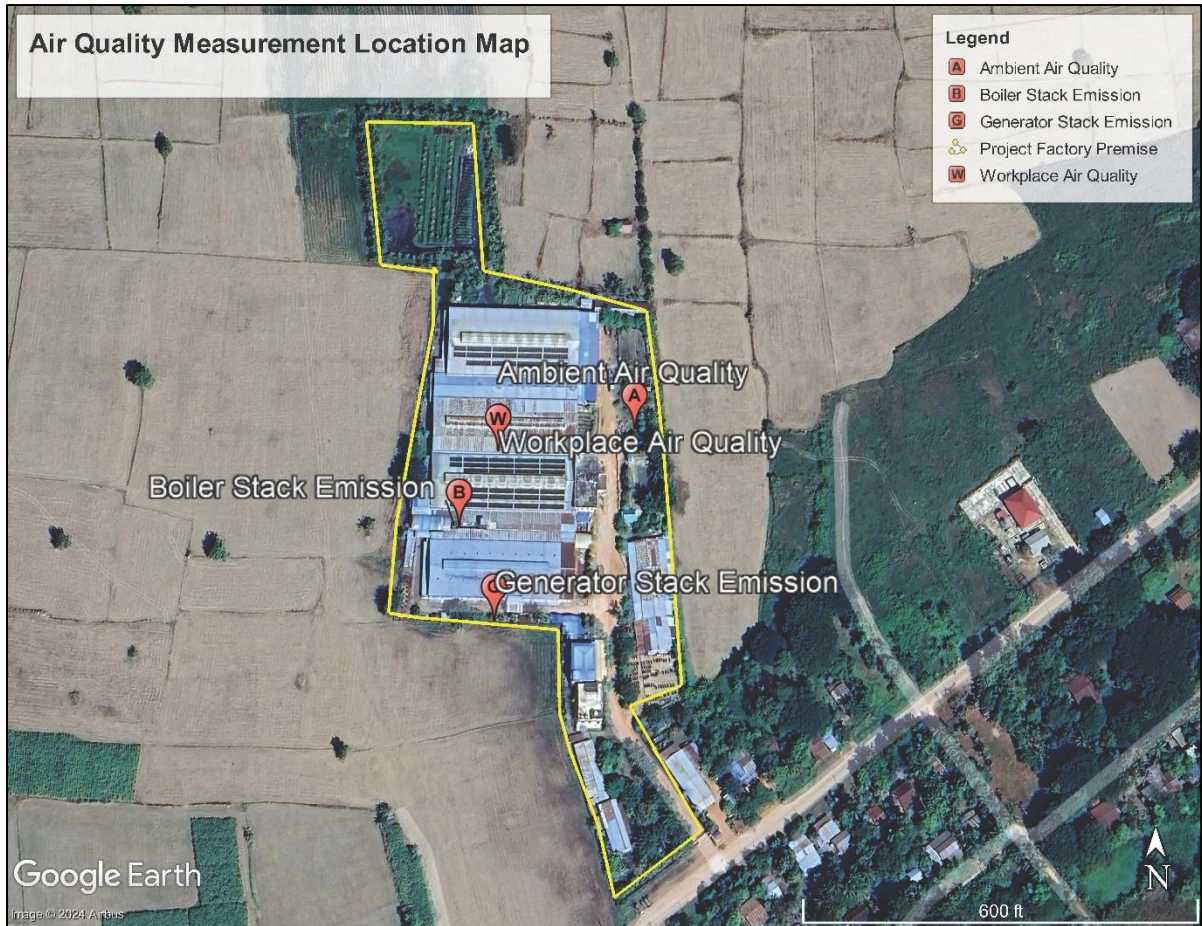 Air Quality Measurement Location Map
Legend
A Ambient Air Quality
B Boiler Stack Emission
G Generator Stack Emission
Project Factory Premise
W Workplace Air Quality
Ambient Air Quality
A
W
Workplace Air Quality
Boiler Stack Emission
B
G
Generator Stack Emission
Google Earth
Image © 2024 Airbus
N
600 ft